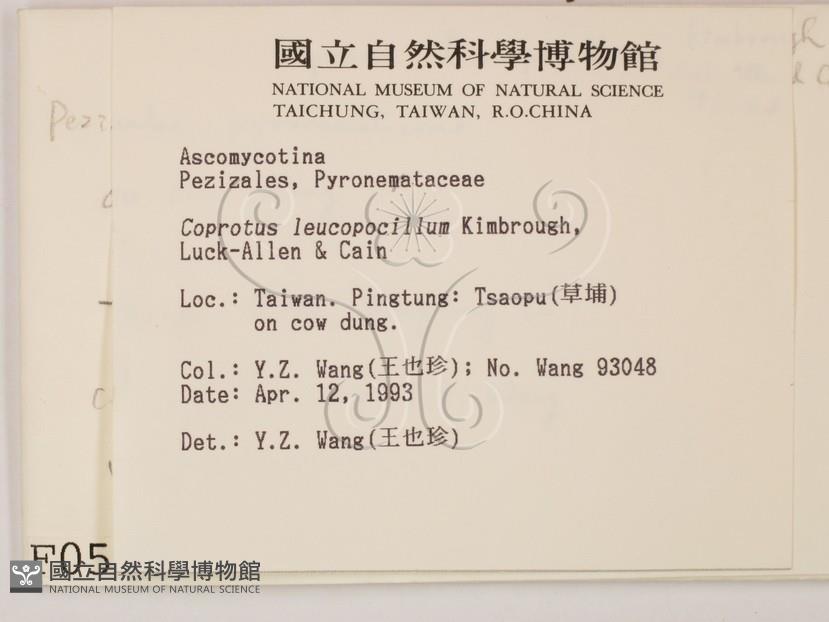 國立自然科學博物館
NATIONAL MUSEUM OF NATURAL SCIENCE
TAICHUNG, TAIWAN, R.O.CHINA
Ascomycotina
Pezizales, Pyronemataceae
Coprotus leucopocillum Kimbrough,
Luck-Allen & Cain
Loc.: Taiwan. Pingtung: Tsaopu(草埔)
on cow dung.
Col.: Y.Z. Wang(王也珍); No. Wang 93048
Date: Apr. 12, 1993
Det.: Y.Z. Wang(王也珍)
F05
國立自然科學博物館
NATIONAL MUSEUM OF NATURAL SCIENCE